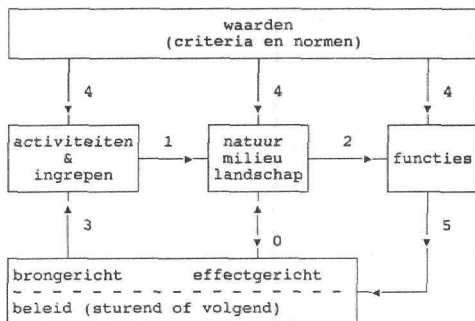 waarden
(criteria en normen)
4 4 4
activiteiten
&
ingrepen
1
natuur
milieu
landschap
2
functies
3
0
5
brongericht effectgericht
beleid (sturend of volgend)